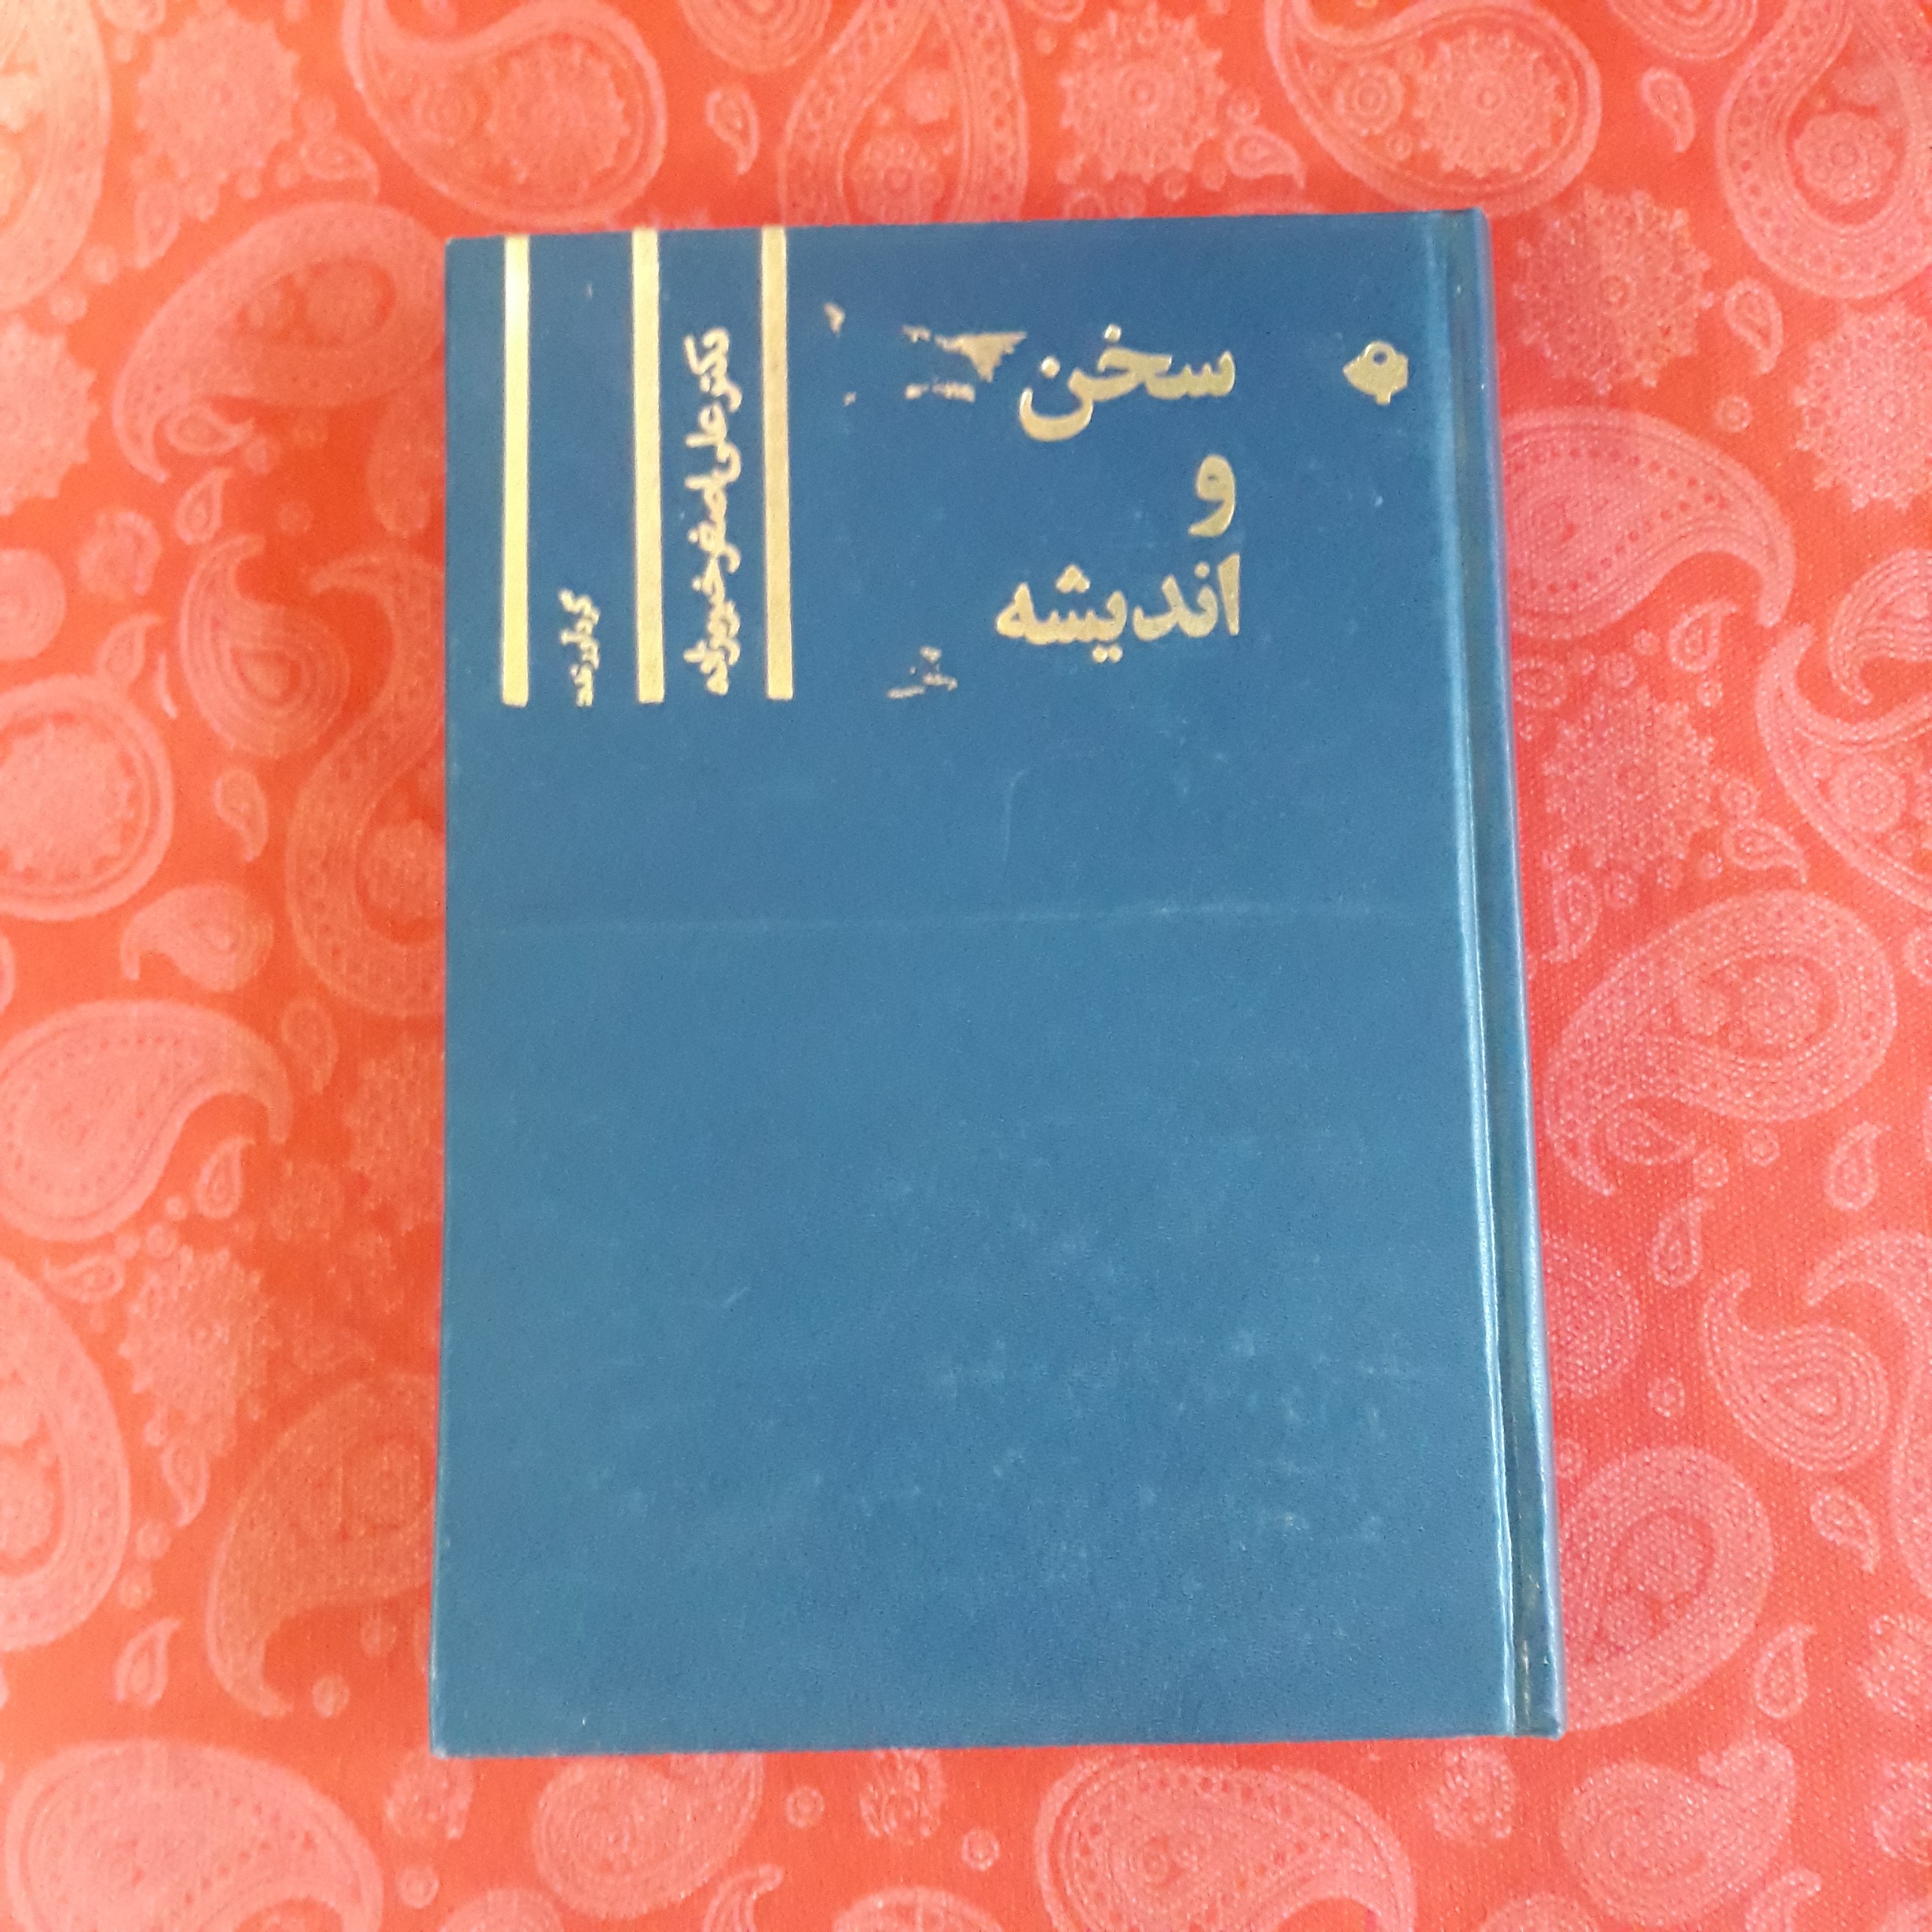 سخن
و
اندیشه
دکتر علی اصغر خبره‌زاده
گردآورنده